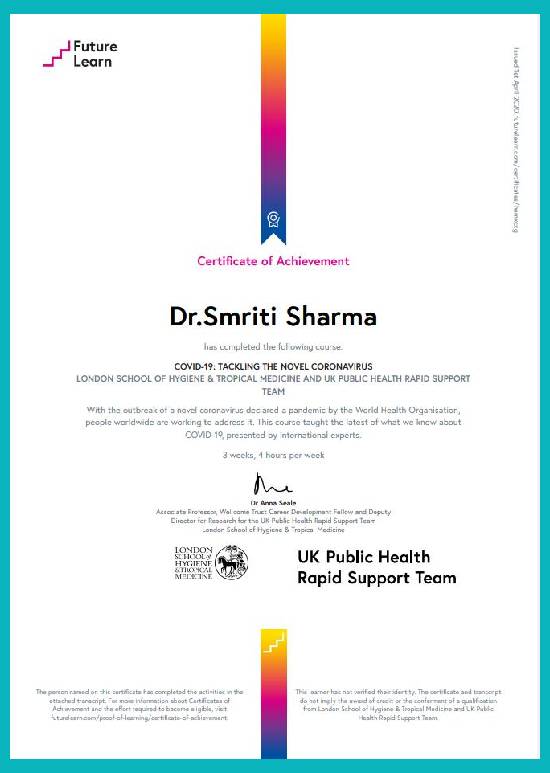 Future
Learn
Issued 1st April 2020. futurelearn.com/certificates/
Certificate of Achievement
Dr.Smriti Sharma
has completed the following course:
COVID-19: TACKLING THE NOVEL CORONAVIRUS
LONDON SCHOOL OF HYGIENE & TROPICAL MEDICINE AND UK PUBLIC HEALTH RAPID SUPPORT
TEAM
With the outbreak of a novel coronavirus declared a pandemic by the World Health Organisation,
people worldwide are working to address it. This course taught the latest of what we know about
COVID-19, presented by international experts.
3 weeks, 4 hours per week
Dr Anna Seale
Associate Professor, Wellcome Trust Career Development Fellow and Deputy
Director for Research for the UK Public Health Rapid Support Team
London School of Hygiene & Tropical Medicine
LONDON
SCHOOL of
HYGIENE
& TROPICAL
MEDICINE
UK Public Health
Rapid Support Team
The person named on this certificate has completed the activities in the
attached transcript. For more information about Certificates of
Achievement and the effort required to become eligible, visit
futurelearn.com/proof-of-learning/certificate-of-achievement.
This learner has not verified their identity. The certificate and transcript
do not imply the award of credit or the conferment of a qualification
from London School of Hygiene & Tropical Medicine and UK Public
Health Rapid Support Team.